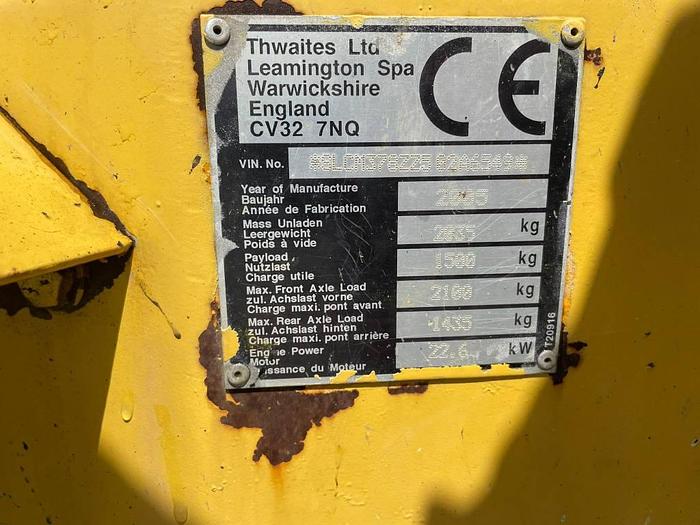 Thwaites Ltd
Leamington Spa
Warwickshire
England
CV32 7NQ
CE
VIN. No.
Year of Manufacture
Baujahr
Année de Fabrication
2005
Mass Unladen
Leergewicht
Poids à vide
2035 kg
Payload
Nutzlast
Charge utile
1500 kg
Max. Front Axle Load
zul. Achslast vorne
Charge maxi. pont avant
2100 kg
Max. Rear Axle Load
zul. Achslast hinten
Charge maxi. pont arrière
1435 kg
Engine Power
Motor
22.6 kW
du Moteur
T20916